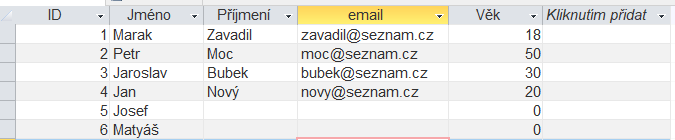 ID Jméno Příjmení email Věk Kliknutím přidat
1 Marak Zavadil zavadil@seznam.cz 18
2 Petr Moc moc@seznam.cz 50
3 Jaroslav Bubek bubek@seznam.cz 30
4 Jan Nový novy@seznam.cz 20
5 Josef 0
6 Matyáš 0